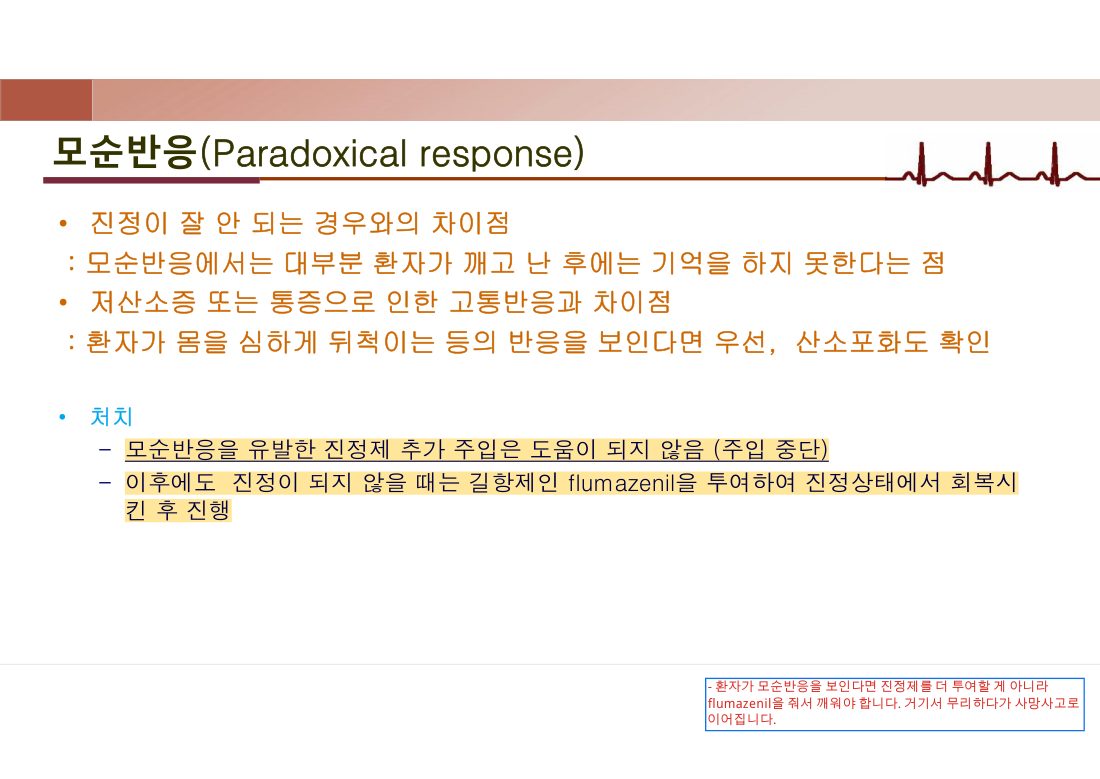 모순반응(Paradoxical response)
• 진정이 잘 안 되는 경우와의 차이점
: 모순반응에서는 대부분 환자가 깨고 난 후에는 기억을 하지 못한다는 점
• 저산소증 또는 통증으로 인한 고통반응과 차이점
: 환자가 몸을 심하게 뒤척이는 등의 반응을 보인다면 우선, 산소포화도 확인
• 처치
– 모순반응을 유발한 진정제 추가 주입은 도움이 되지 않음 (주입 중단)
– 이후에도 진정이 되지 않을 때는 길항제인 flumazenil을 투여하여 진정상태에서 회복시
킨 후 진행
- 환자가 모순반응을 보인다면 진정제를 더 투여할 게 아니라
flumazenil을 줘서 깨워야 합니다. 거기서 무리하다가 사망사고로
이어집니다.